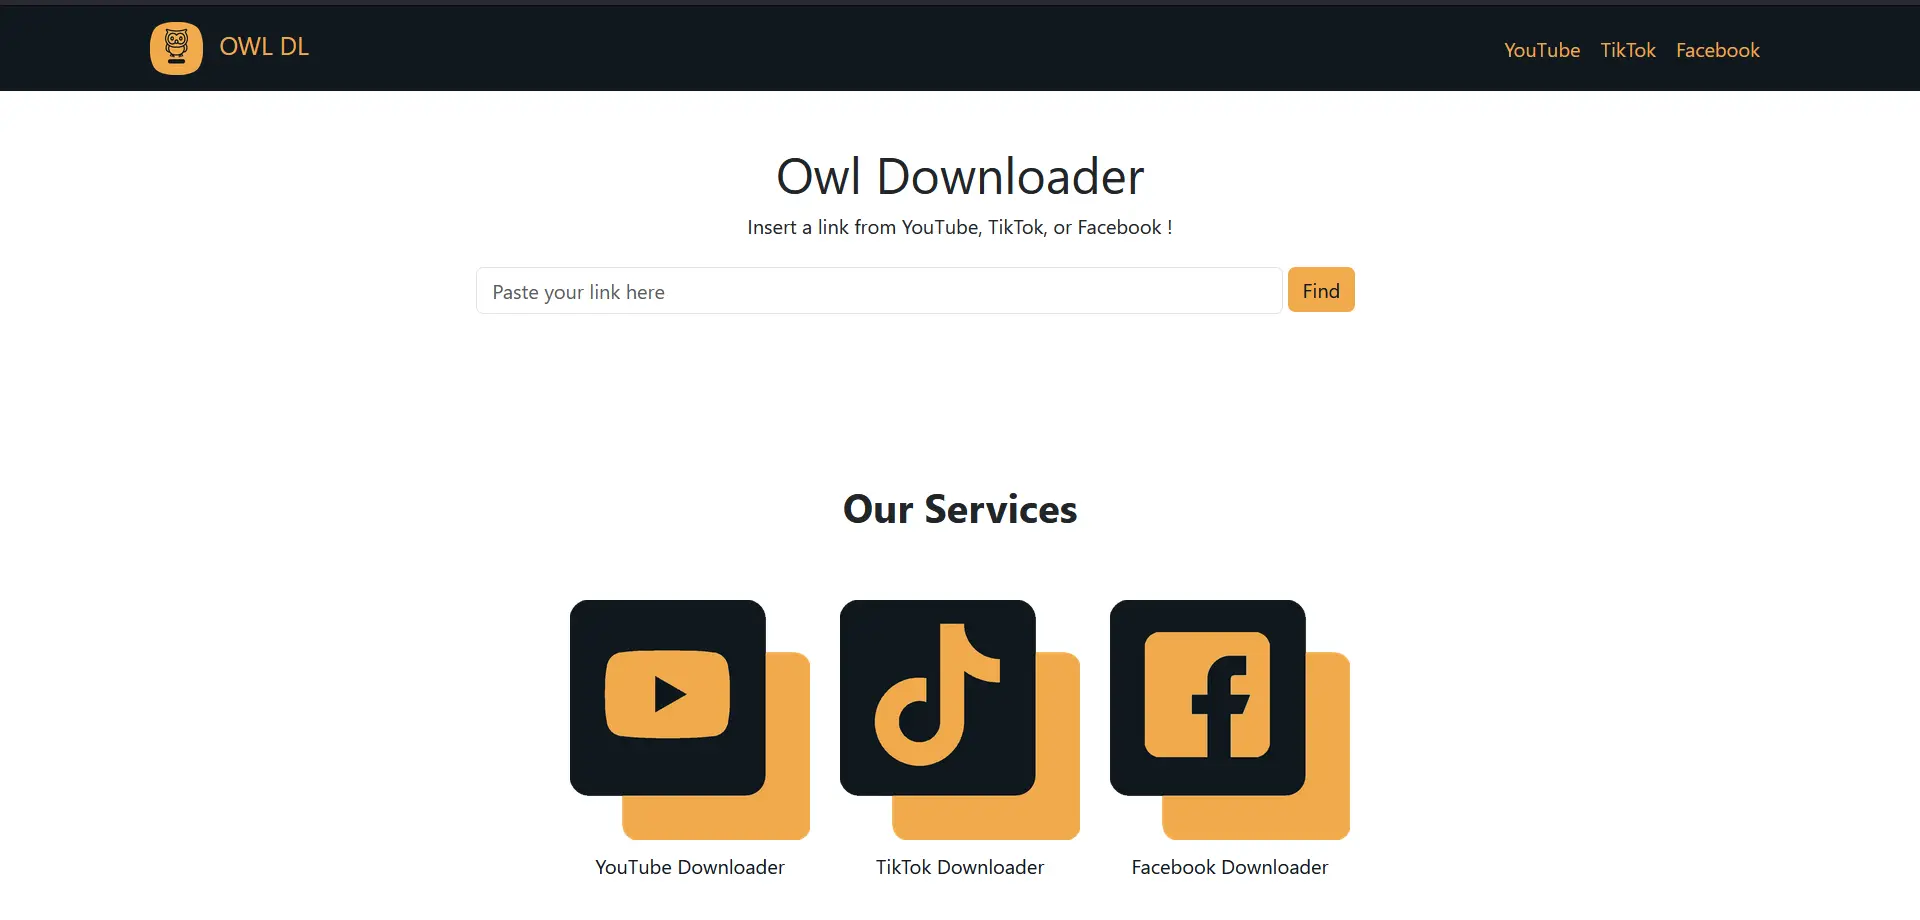 OWL DL
YouTube TikTok Facebook
Owl Downloader
Insert a link from YouTube, TikTok, or Facebook !
Paste your link here
Find
Our Services
YouTube Downloader
TikTok Downloader
Facebook Downloader